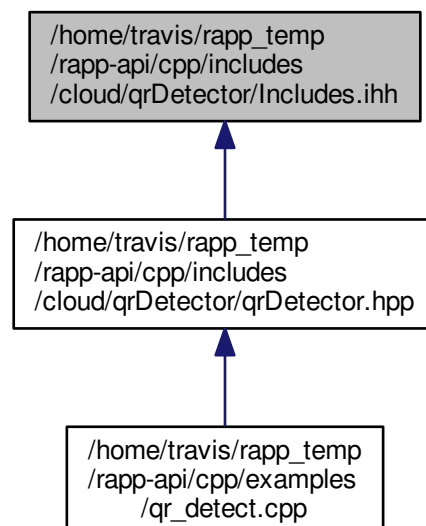 /home/travis/rapp_temp
/rapp-api/cpp/includes
/cloud/qrDetector/Includes.ihh
/home/travis/rapp_temp
/rapp-api/cpp/includes
/cloud/qrDetector/qrDetector.hpp
/home/travis/rapp_temp
/rapp-api/cpp/examples
/qr_detect.cpp